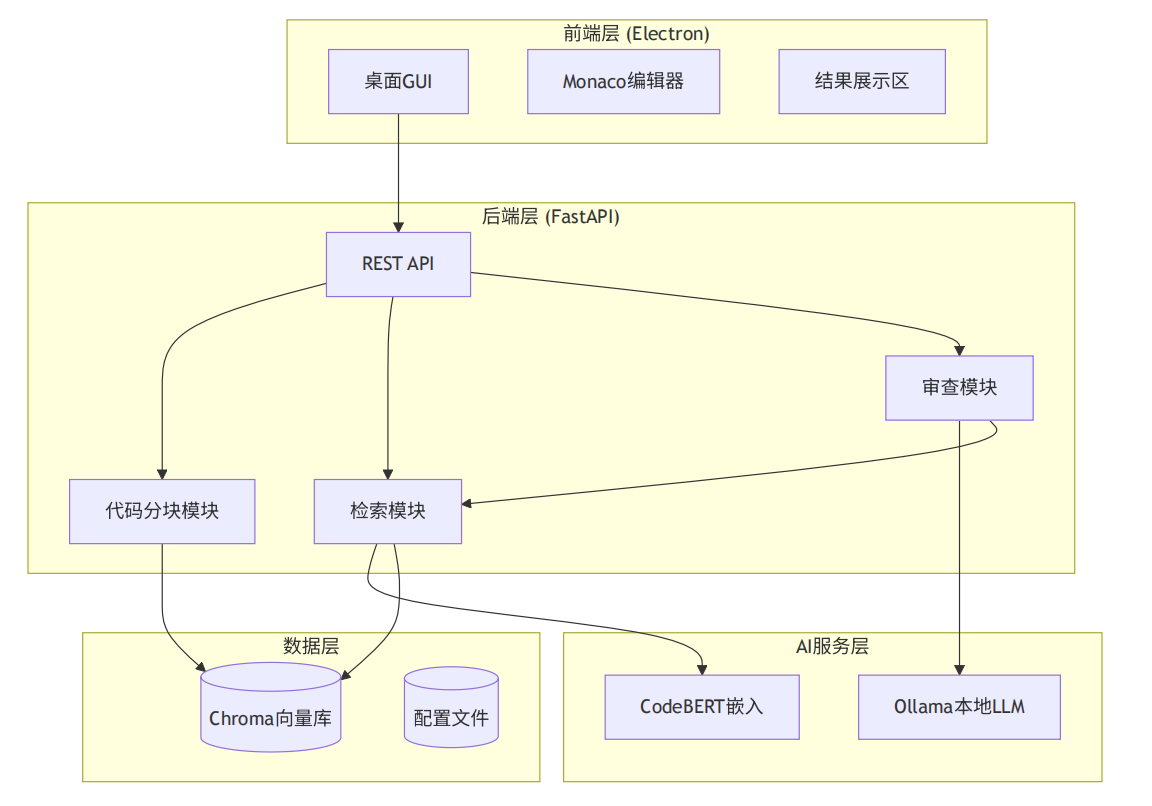 前端层 (Electron)
桌面GUI
Monaco编辑器
结果展示区
后端层 (FastAPI)
REST API
审查模块
代码分块模块
检索模块
数据层
Chroma向量库
配置文件
AI服务层
CodeBERT嵌入
Ollama本地LLM